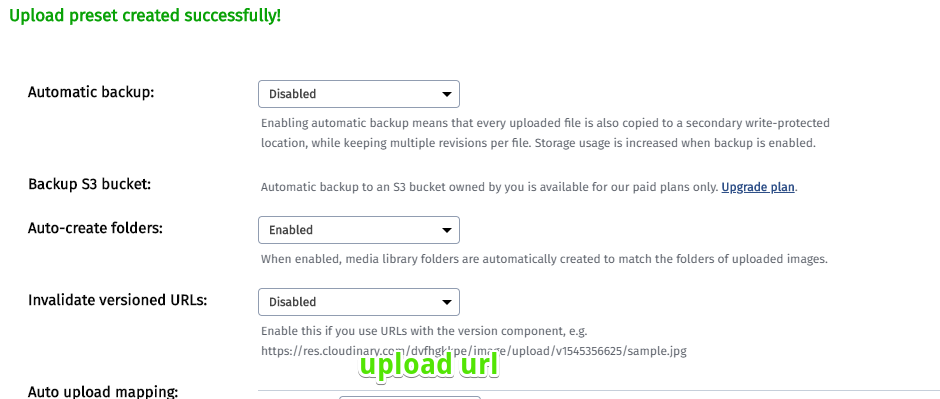 Upload preset created successfully!
Automatic backup:
Disabled
Enabling automatic backup means that every uploaded file is also copied to a secondary write-protected
location, while keeping multiple revisions per file. Storage usage is increased when backup is enabled.
Backup S3 bucket:
Automatic backup to an S3 bucket owned by you is available for our paid plans only. Upgrade plan.
Auto-create folders:
Enabled
When enabled, media library folders are automatically created to match the folders of uploaded images.
Invalidate versioned URLs:
Disabled
Enable this if you use URLs with the version component, e.g.
https://res.cloudinary.com/dvfhgkkpe/image/upload/v1545356625/sample.jpg
upload url
Auto upload mapping: